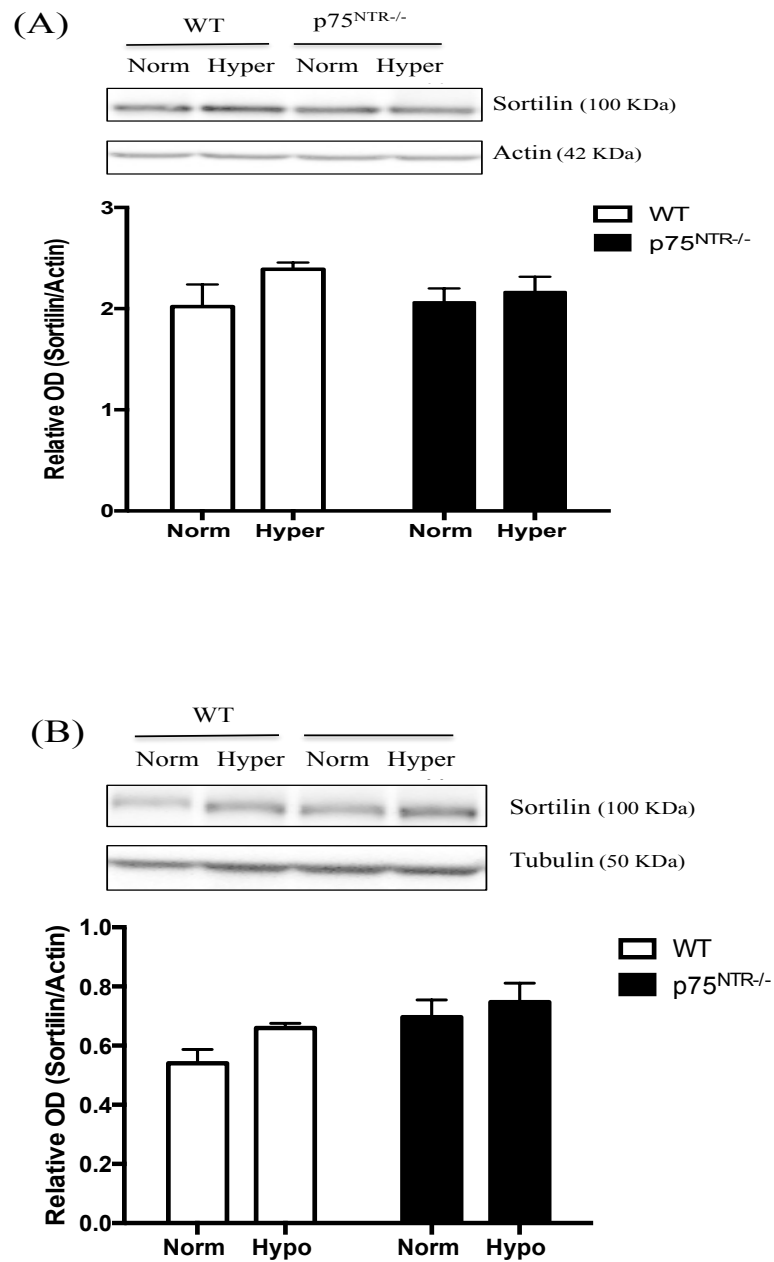 (A)
WT p75NTR-/-
Norm Hyper Norm Hyper
Sortilin (100 KDa)
Actin (42 KDa)
WT
p75NTR-/-
Relative OD (Sortilin/Actin)
3
2
1
0
Norm Hyper Norm Hyper
(B)
WT
Norm Hyper Norm Hyper
Sortilin (100 KDa)
Tubulin (50 KDa)
WT
p75NTR-/-
Relative OD (Sortilin/Actin)
1.0
0.8
0.6
0.4
0.2
0.0
Norm Hypo Norm Hypo